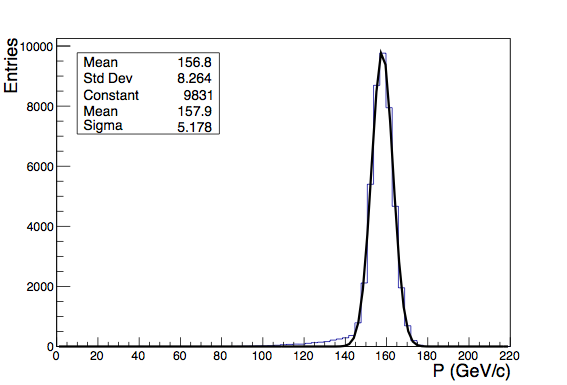 Entries
10000
8000
6000
4000
2000
0
Mean 156.8
Std Dev 8.264
Constant 9831
Mean 157.9
Sigma 5.178
0 20 40 60 80 100 120 140 160 180 200 220
P (GeV/c)